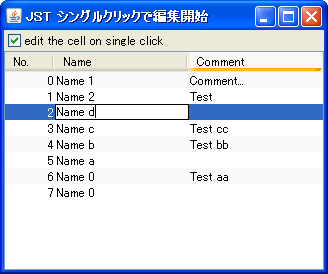 JST シングルクリックで編集開始
edit the cell on single click
No. Name Comment
0 Name 1 Comment...
1 Name 2 Test
2 Name d
3 Name c Test cc
4 Name b Test bb
5 Name a
6 Name 0 Test aa
7 Name 0